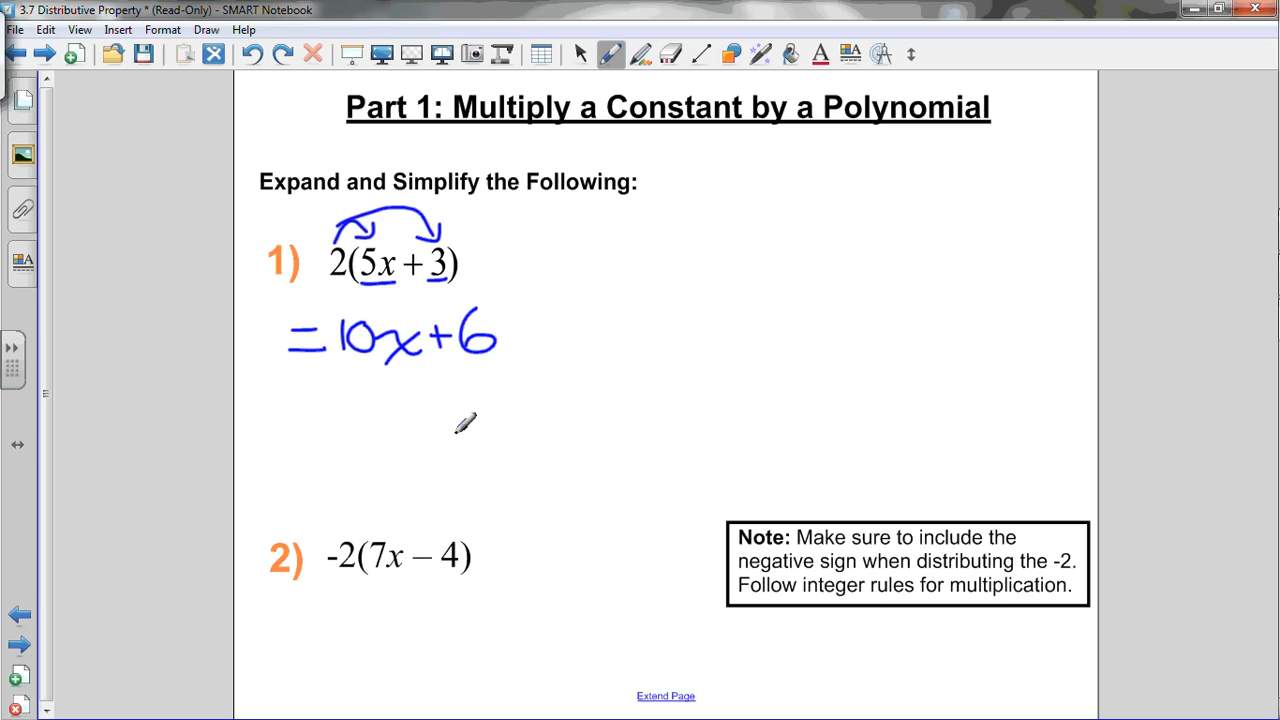 3.7 Distributive Property * (Read-Only) - SMART Notebook
File Edit View Insert Format Draw Help
Part 1: Multiply a Constant by a Polynomial
Expand and Simplify the Following:
1) 2(5x + 3)
= 10x + 6
2) -2(7x – 4)
Note: Make sure to include the
negative sign when distributing the -2.
Follow integer rules for multiplication.
Extend Page